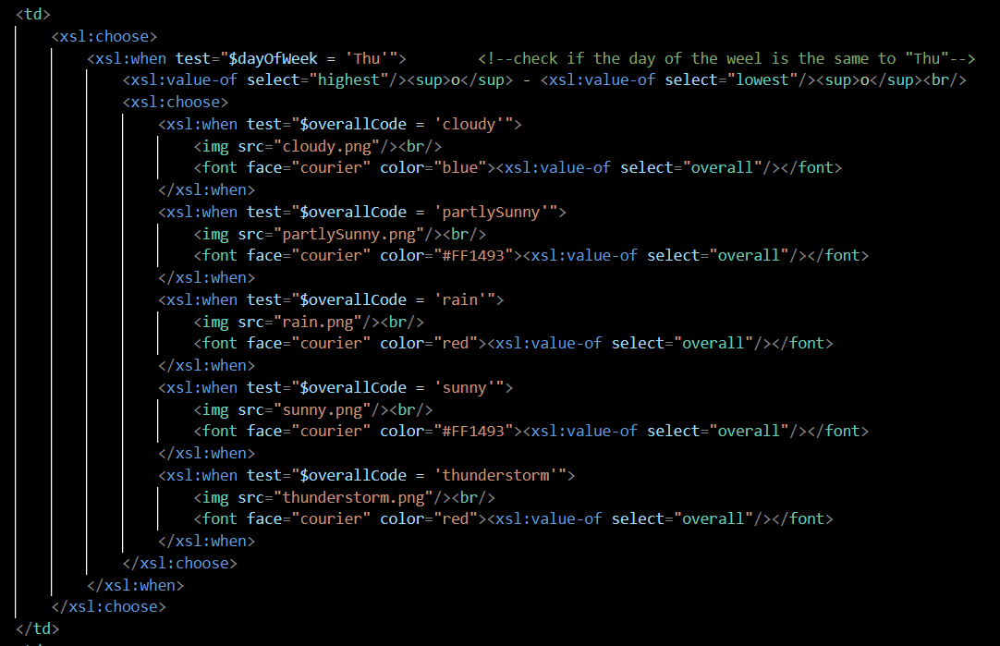 <td>
<xsl:choose>
<xsl:when test="$dayOfWeek = 'Thu'"> <!--check if the day of the weel is the same to "Thu"-->
<xsl:value-of select="highest"/><sup>o</sup> - <xsl:value-of select="lowest"/><sup>o</sup><br/>
<xsl:choose>
<xsl:when test="$overallCode = 'cloudy'">
<img src="cloudy.png"/><br/>
<font face="courier" color="blue"><xsl:value-of select="overall"/></font>
</xsl:when>
<xsl:when test="$overallCode = 'partlySunny'">
<img src="partlySunny.png"/><br/>
<font face="courier" color="#FF1493"><xsl:value-of select="overall"/></font>
</xsl:when>
<xsl:when test="$overallCode = 'rain'">
<img src="rain.png"/><br/>
<font face="courier" color="red"><xsl:value-of select="overall"/></font>
</xsl:when>
<xsl:when test="$overallCode = 'sunny'">
<img src="sunny.png"/><br/>
<font face="courier" color="#FF1493"><xsl:value-of select="overall"/></font>
</xsl:when>
<xsl:when test="$overallCode = 'thunderstorm'">
<img src="thunderstorm.png"/><br/>
<font face="courier" color="red"><xsl:value-of select="overall"/></font>
</xsl:when>
</xsl:choose>
</xsl:when>
</xsl:choose>
</td>